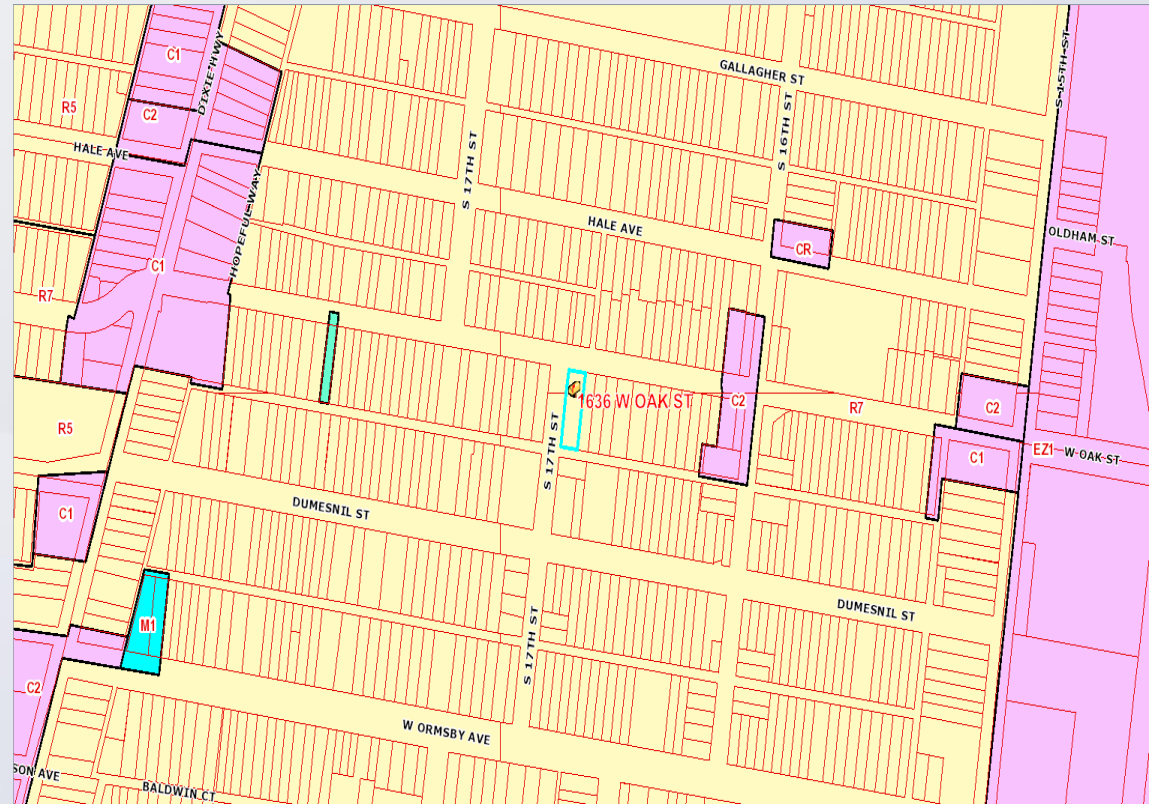 C1
DIXIE HWY
S 15TH ST
GALLAGHER ST
R5
C2
S 16TH ST
HALE AVE
S 17TH ST
HOPEFUL WAY
HALE AVE
OLDHAM ST
CR
C1
R7
1636 W OAK ST
C2
R7
C2
R5
S 17TH ST
EZ1
W OAK ST
C1
C1
DUMESNIL ST
M1
DUMESNIL ST
S 17TH ST
C2
W ORMSBY AVE
SON AVE
BALDWIN CT